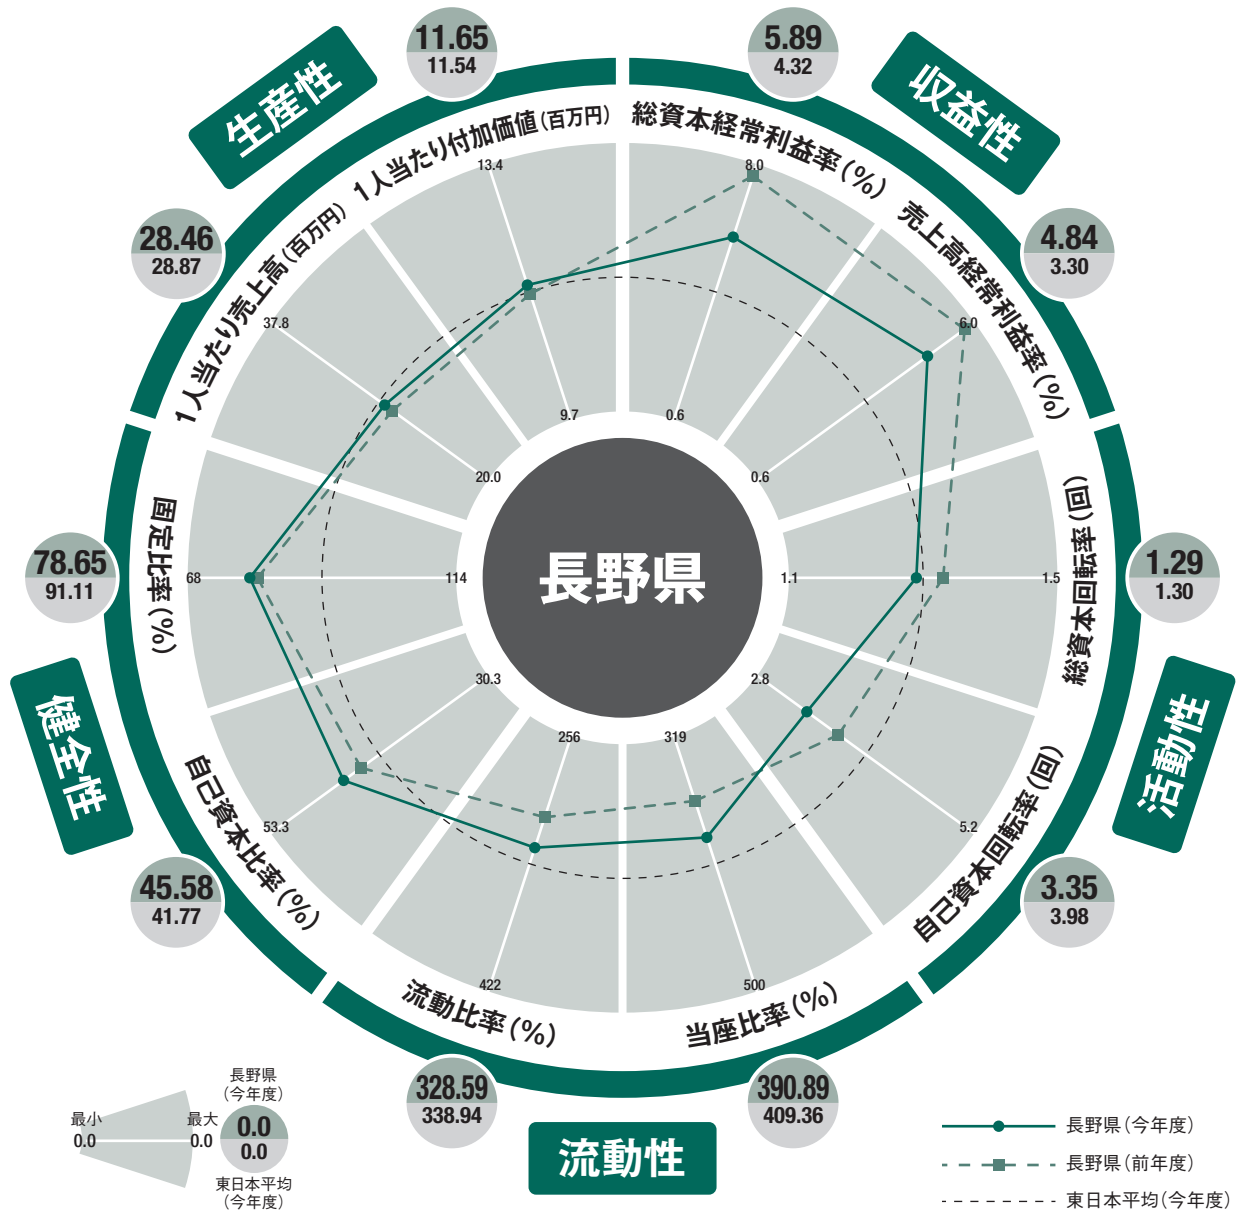 生産性
11.65
11.54
1人当たり付加価値(百万円)
13.4
9.7
収益性
5.89
4.32
総資本経常利益率(%)
8.0
0.6
4.84
3.30
売上高経常利益率(%)
6.0
0.6
28.46
28.87
1人当たり売上高(百万円)
37.8
20.0
78.65
91.11
固定比率(%)
68
114
長野県
1.1
1.5
総資本回転率(回)
1.29
1.30
活動性
2.8
5.2
自己資本回転率(回)
3.35
3.98
健全性
30.3
53.3
自己資本比率(%)
45.58
41.77
256
422
流動比率(%)
328.59
338.94
319
500
当座比率(%)
390.89
409.36
流動性
長野県
(今年度)
最小
0.0
最大
0.0
0.0
0.0
東日本平均
(今年度)
長野県(今年度)
長野県(前年度)
東日本平均(今年度)